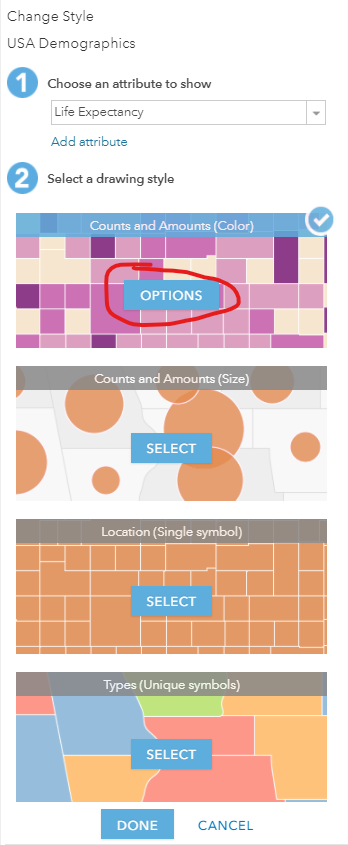 Change Style
USA Demographics
1 Choose an attribute to show
Life Expectancy
Add attribute
2 Select a drawing style
Counts and Amounts (Color)
OPTIONS
Counts and Amounts (Size)
SELECT
Location (Single symbol)
SELECT
Types (Unique symbols)
SELECT
DONE CANCEL